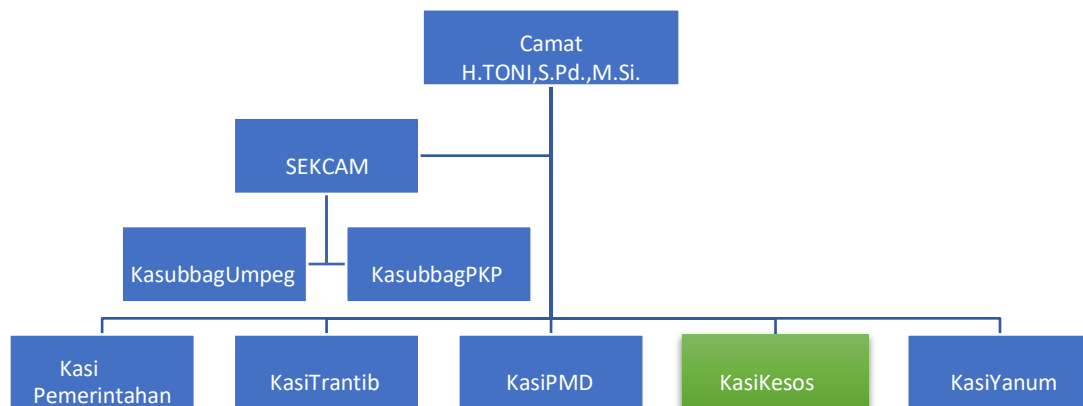 Camat
H.TONI,S.Pd.,M.Si.
SEKCAM
KasubbagUmpeg
KasubbagPKP
Kasi
Pemerintahan
KasiTrantib
KasiPMD
KasiKesos
KasiYanum